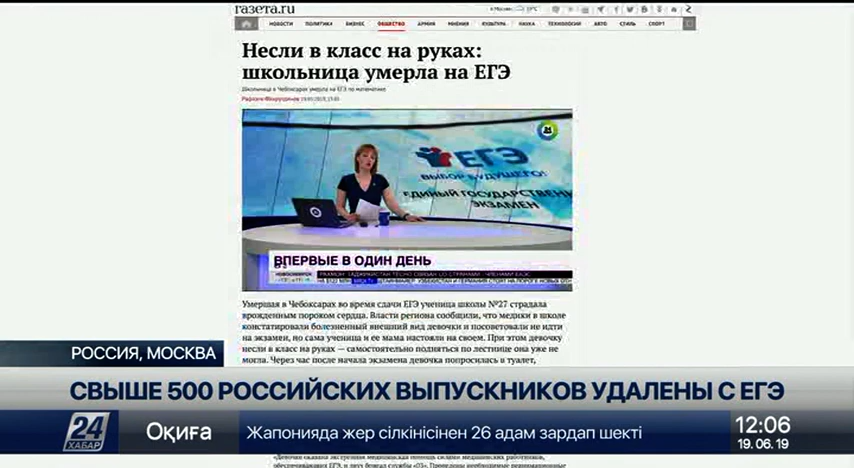 газета.ru
НОВОСТИ ПОЛИТИКА БИЗНЕС ОБЩЕСТВО АРМИЯ МНЕНИЯ КУЛЬТУРА НАУКА ТЕХНОЛОГИИ АВТО СТИЛЬ СПОРТ
Несли в класс на руках:
школьница умерла на ЕГЭ
Школьница в Чебоксарах умерла на ЕГЭ по математике
ЕГЭ
ВЫБОР БУДУЩЕГО!
ЕДИНЫЙ ГОСУДАРСТВЕН
ЭКЗАМЕН
ВПЕРВЫЕ В ОДИН ДЕНЬ
НОВОСИБИРСК
Умершая в Чебоксарах во время сдачи ЕГЭ ученица школы №27 страдала
врожденным пороком сердца. Власти региона сообщили, что медики в школе
констатировали болезненный внешний вид девочки и посоветовали не идти
на экзамен, но сама ученица и ее мама настояли на своем. При этом девочку
несли в класс на руках — самостоятельно подняться по лестнице она уже не
могла. Через час после начала экзамена девочка попросилась в туалет,
РОССИЯ, МОСКВА
СВЫШЕ 500 РОССИЙСКИХ ВЫПУСКНИКОВ УДАЛЕНЫ С ЕГЭ
24
ХАБАР
Оқиға
Жапонияда жер сілкінісінен 26 адам зардап шекті
12:06
19.06.19